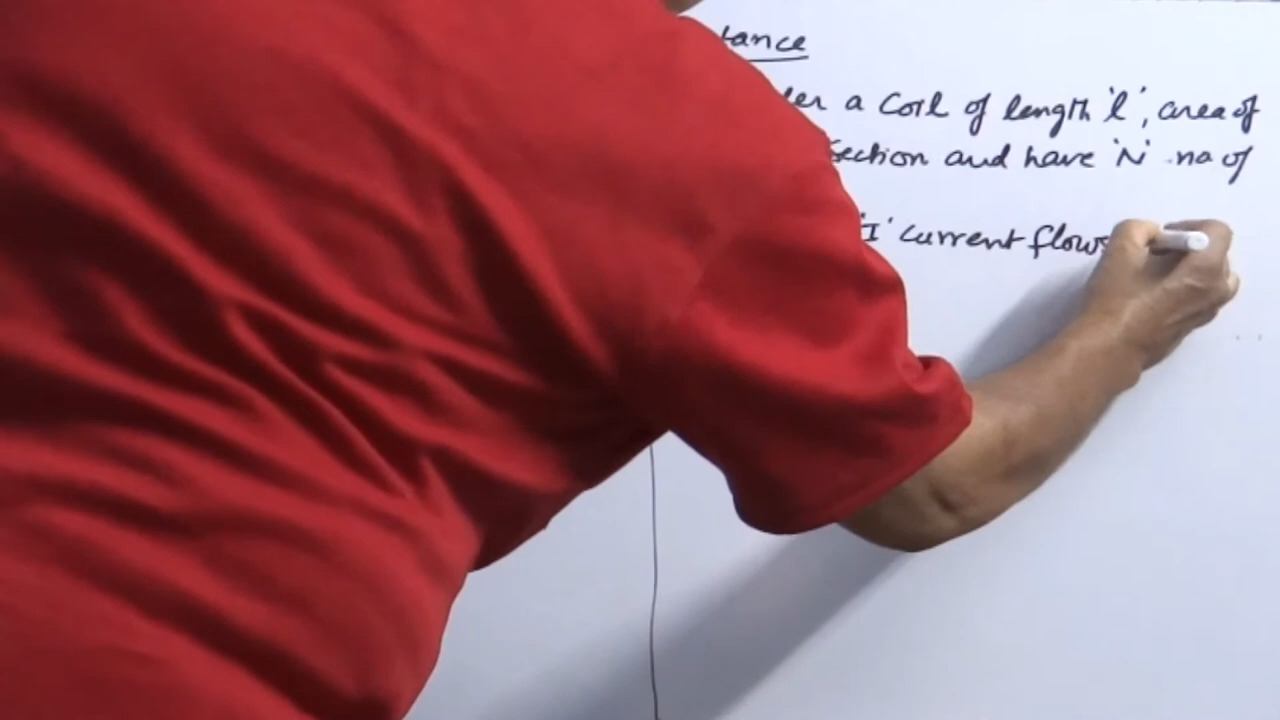 tance
er a Coil of length 'l', area of
Section and have 'N' no of
'I' current flows